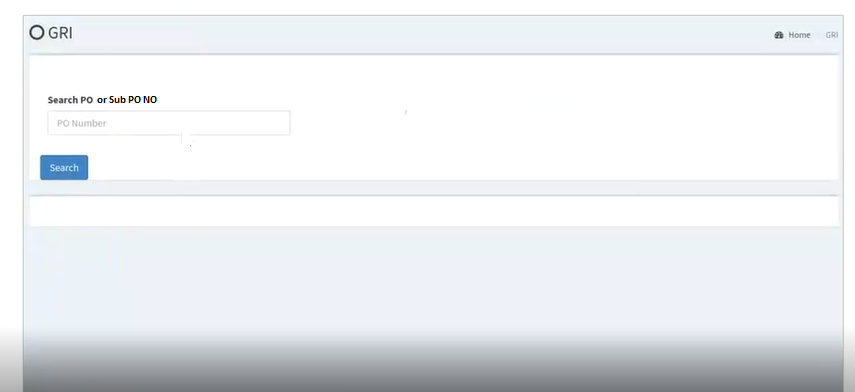 GRI
Home GRI
Search PO or Sub PO NO
PO Number
Search